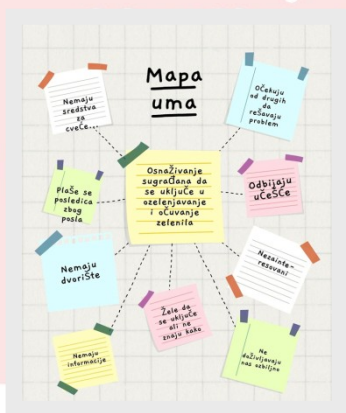 Mapa
uma
Nemaju
sredstva
za
cveće...
Očekuju
od drugih
da
rešavaju
problem
Osnaživanje
sugrađana da
se uključe u
ozelenjavanje
i očuvanje
zelenila
Plaše se
posledica
zbog
posla
Odbijaju
učešće
Nemaju
dvorište
Nezainte-
resovani
Žele da
se uključe
ali ne
znaju kako
Nemaju
informacije
Ne
doživljavaju
nas ozbiljno